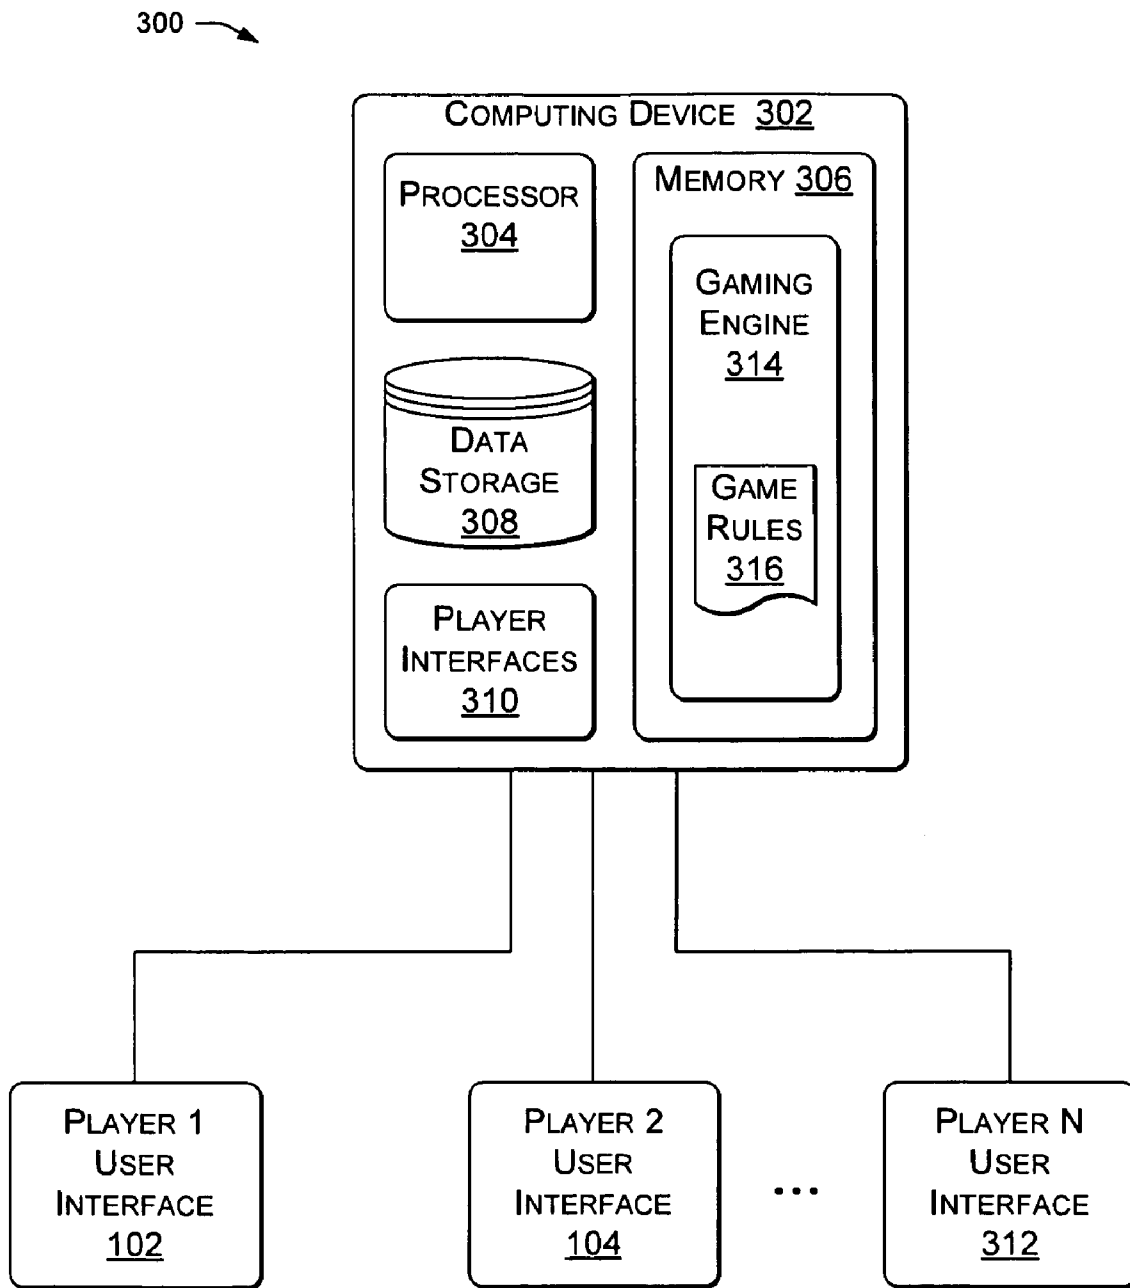 300
COMPUTING DEVICE 302
PROCESSOR
304
MEMORY 306
GAMING
ENGINE
314
DATA
STORAGE
308
GAME
RULES
316
PLAYER
INTERFACES
310
PLAYER 1
USER
INTERFACE
102
PLAYER 2
USER
INTERFACE
104
...
PLAYER N
USER
INTERFACE
312